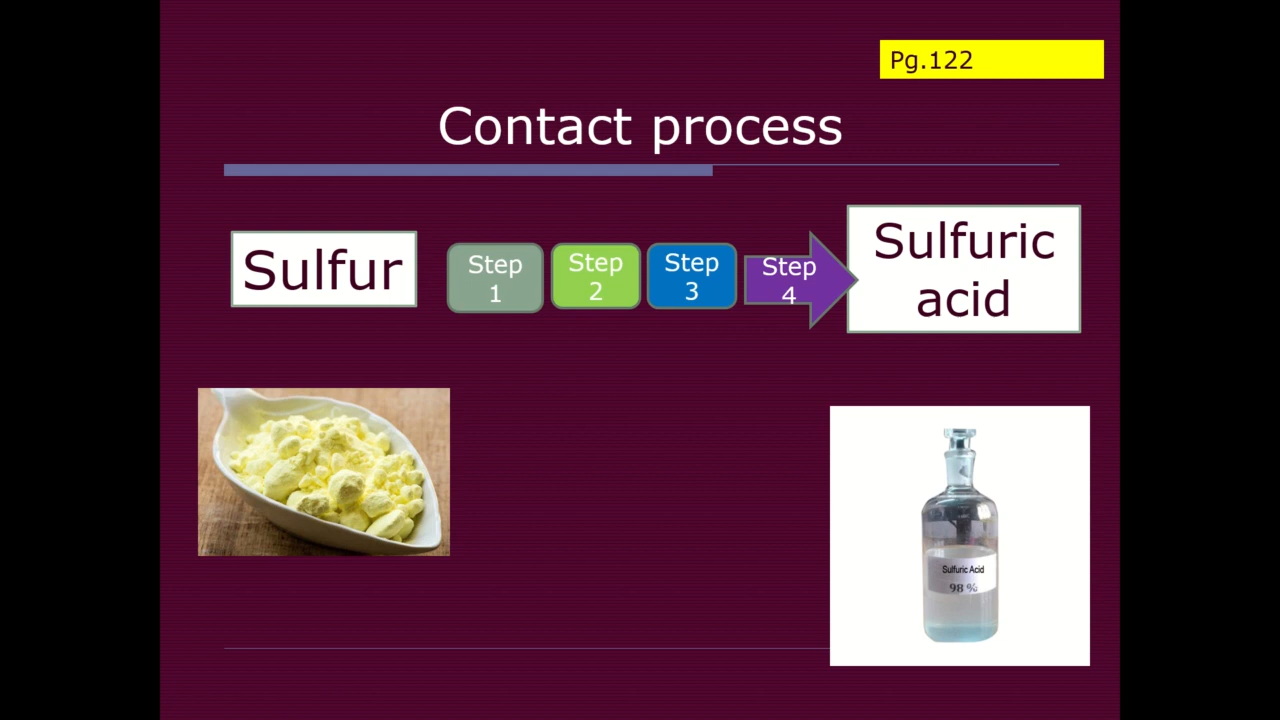 Pg.122
Contact process
Sulfur
Step
1
Step
2
Step
3
Step
4
Sulfuric
acid
Sulfuric Acid
98 %